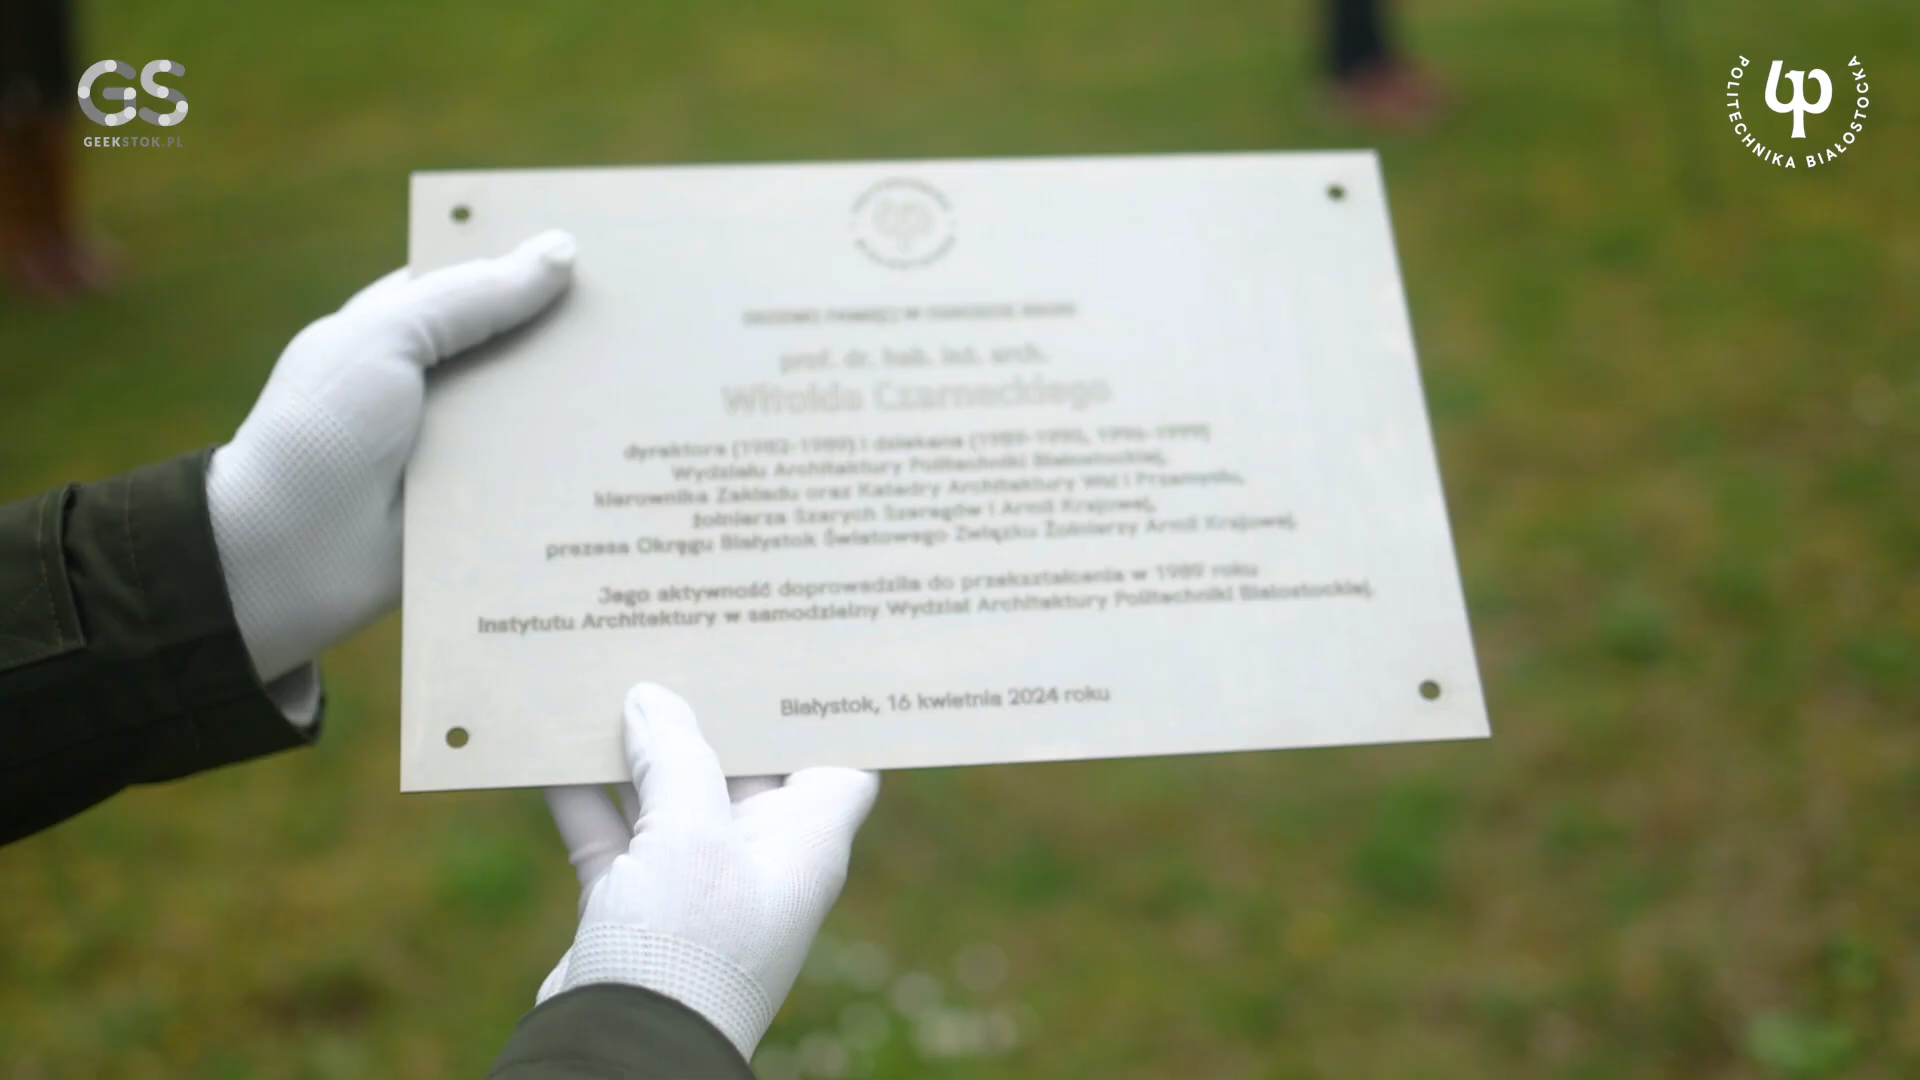 GS
GEEKSTOK.PL
POLITECHNIKA BIAŁOSTOCKA
prof. dr. hab. inż. arch.
Witolda Czarneckiego
dyrektora (1982-1989) i dziekana (1989-1990, 1996-1999)
Wydziału Architektury Politechniki Białostockiej,
kierownika Zakładu oraz Katedry Architektury Wsi i Przemysłu,
żołnierza Szarych Szeregów i Armii Krajowej,
prezesa Okręgu Białystok Światowego Związku Żołnierzy Armii Krajowej.
Jego aktywność doprowadziła do przekształcenia w 1989 roku
Instytutu Architektury w samodzielny Wydział Architektury Politechniki Białostockiej.
Białystok, 16 kwietnia 2024 roku